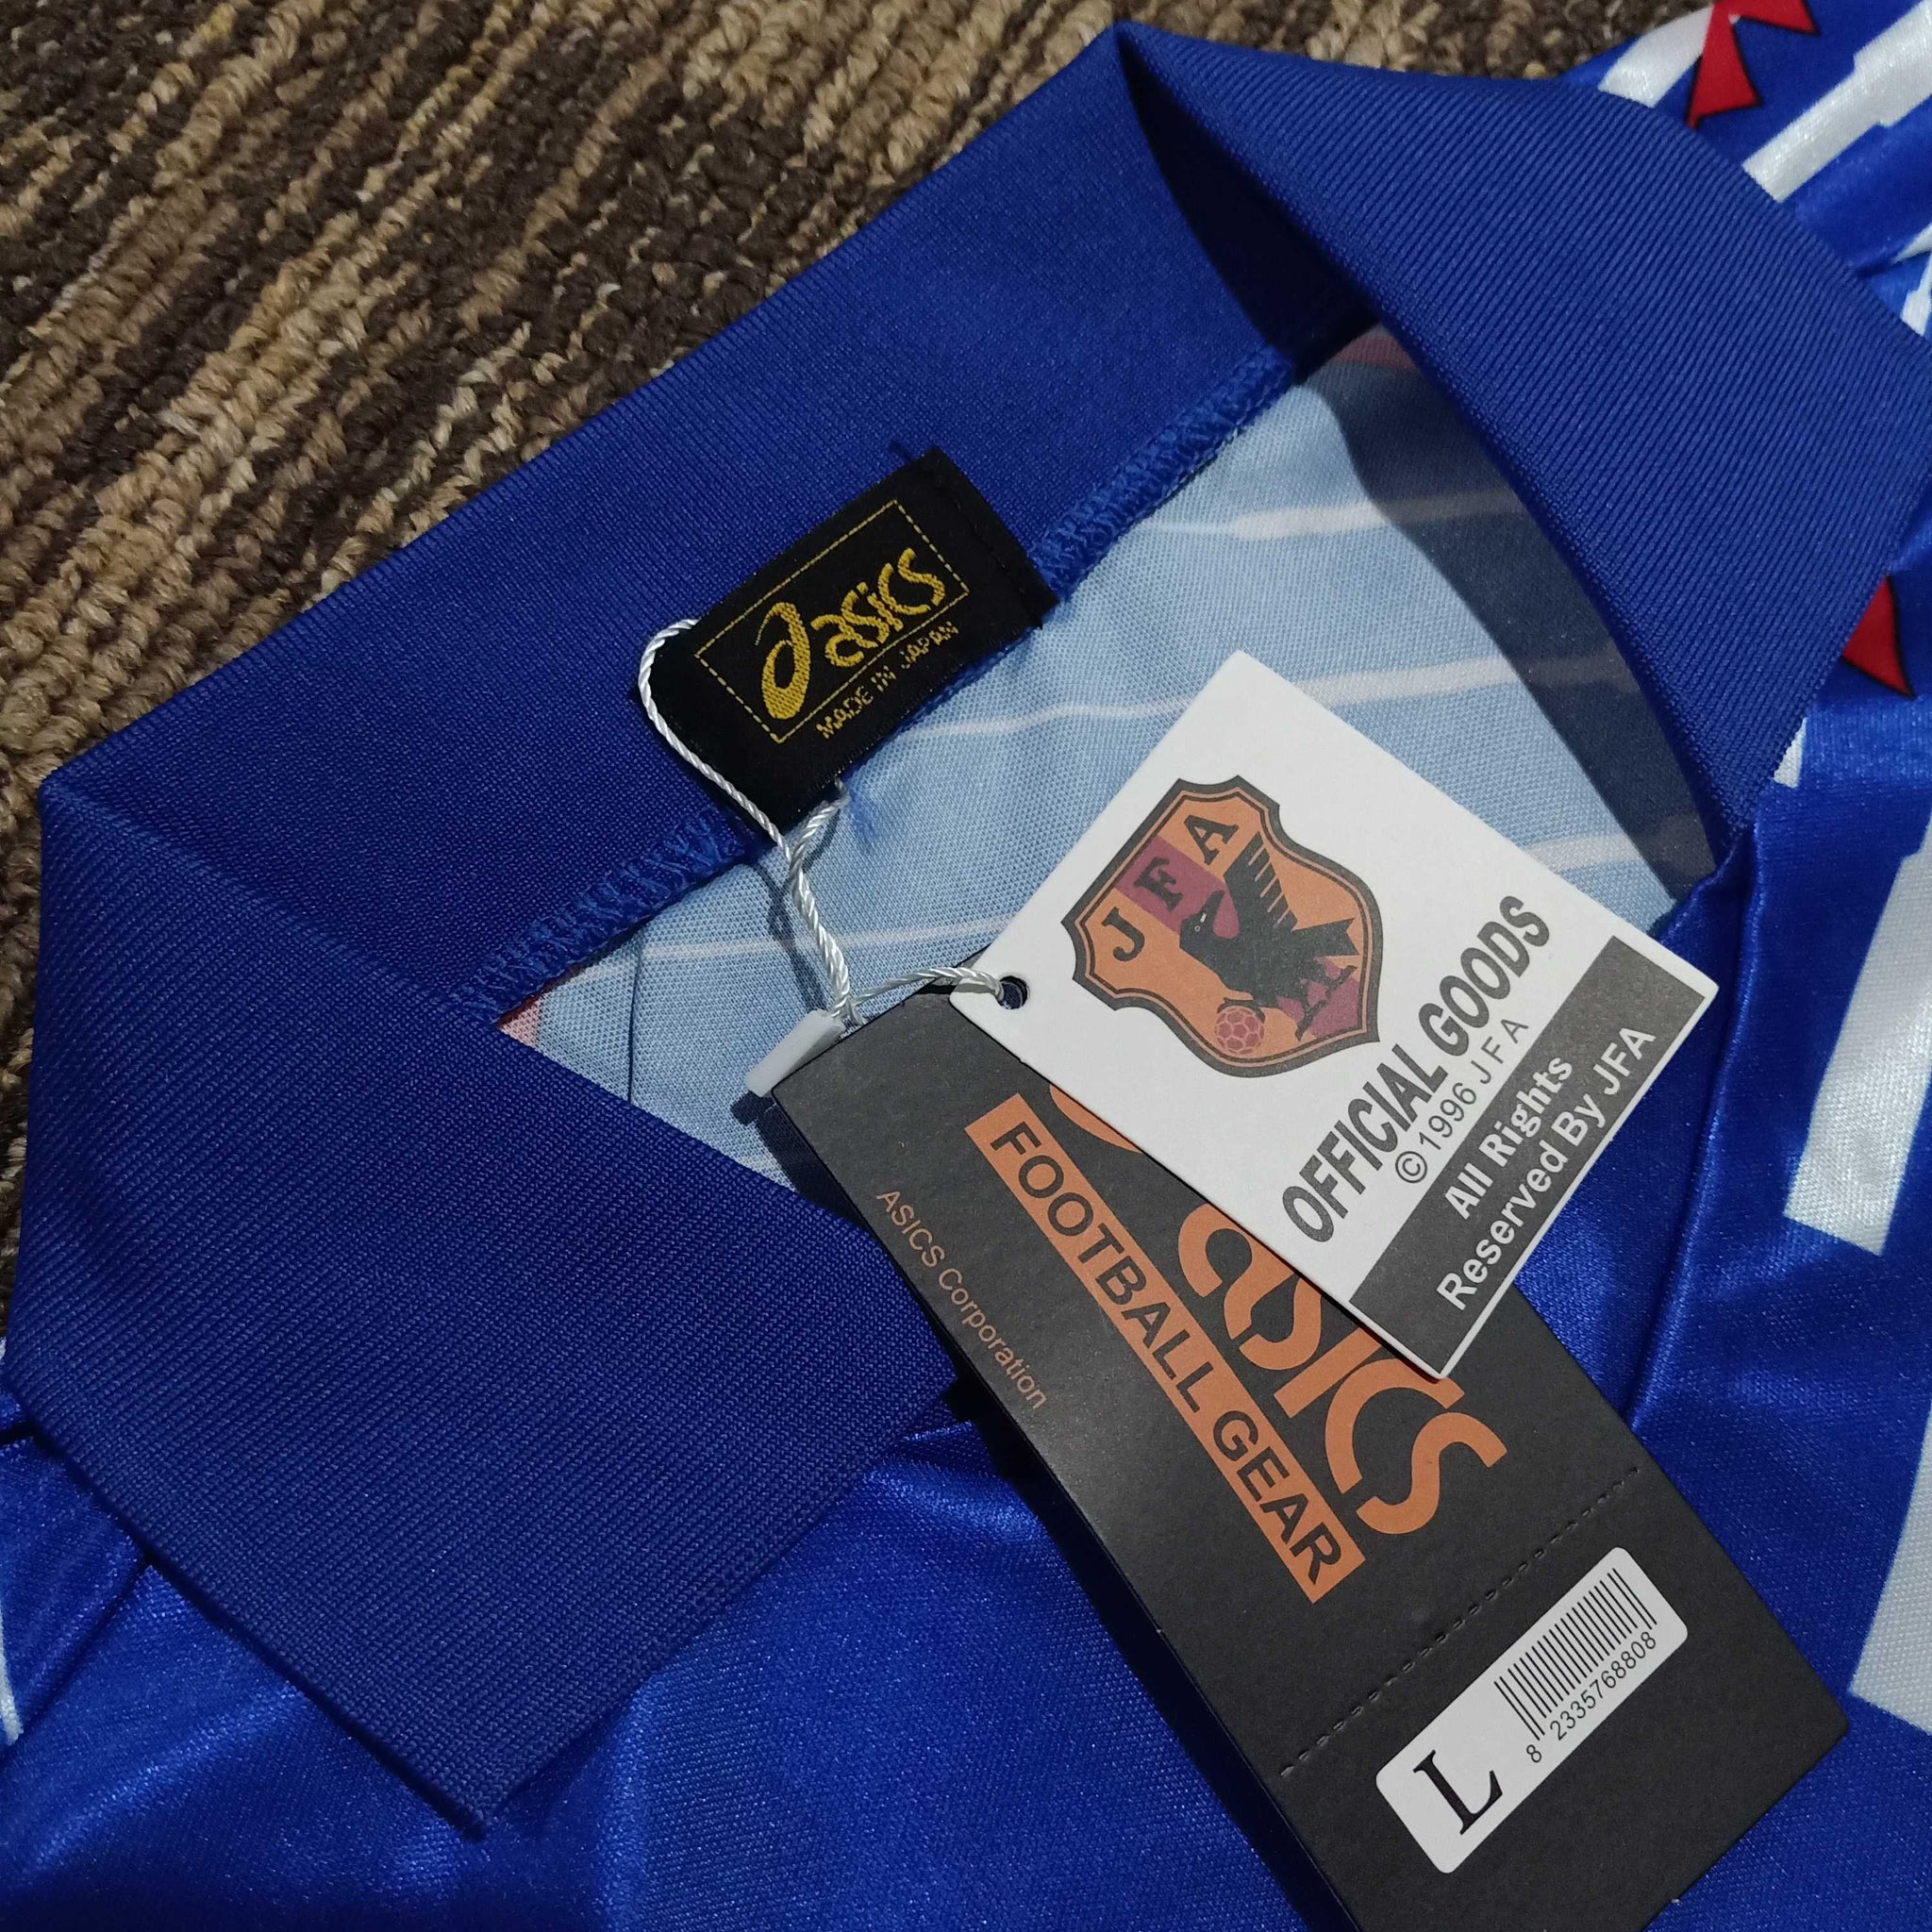 asics
MADE IN JAPAN
JFA
OFFICIAL GOODS
© 1996 JFA
All Rights
Reserved By JFA
asics
FOOTBALL GEAR
ASICS Corporation
L
8 2335768808